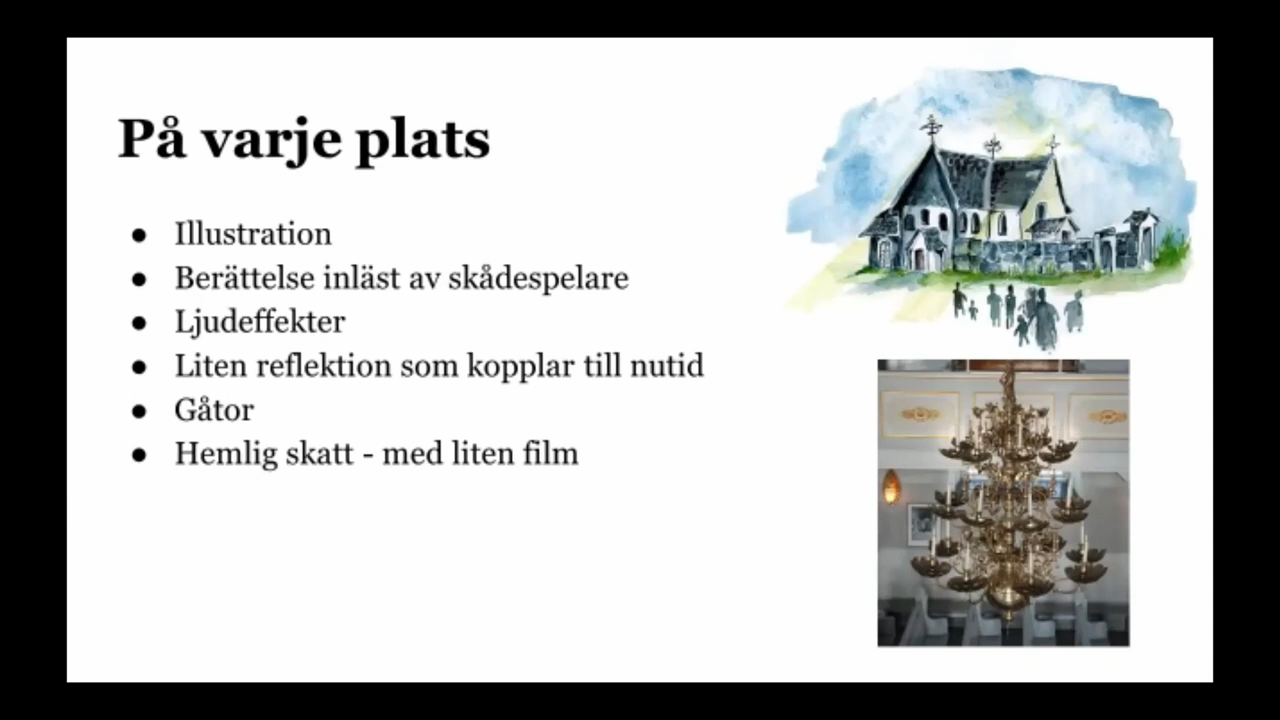 På varje plats
● Illustration
● Berättelse inläst av skådespelare
● Ljudeffekter
● Liten reflektion som kopplar till nutid
● Gåtor
● Hemlig skatt - med liten film